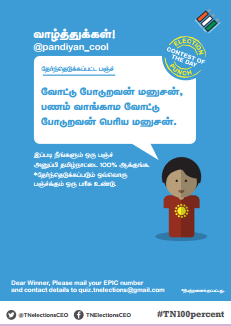 வாழ்த்துக்கள்!
@pandiyan_cool
ELECTION PUNCH
CONTEST OF THE DAY
தேர்ந்தெடுக்கப்பட்ட பஞ்ச்
வோட்டு போடுறவன் மனுசன்,
பணம் வாங்காம வோட்டு
போடுறவன் பெரிய மனுசன்.
இப்படி நீங்களும் ஒரு பஞ்ச்
அனுப்பி தமிழ்நாட்டை 100% ஆக்குங்க.
*தேர்ந்தெடுக்கப்படும் ஒவ்வொரு
பஞ்ச்க்கும் ஒரு பரிசு உண்டு.
Dear Winner, Please mail your EPIC number
and contact details to quiz.tnelections@gmail.com
@TNelectionsCEO
TNelectionsCEO
#TN100percent